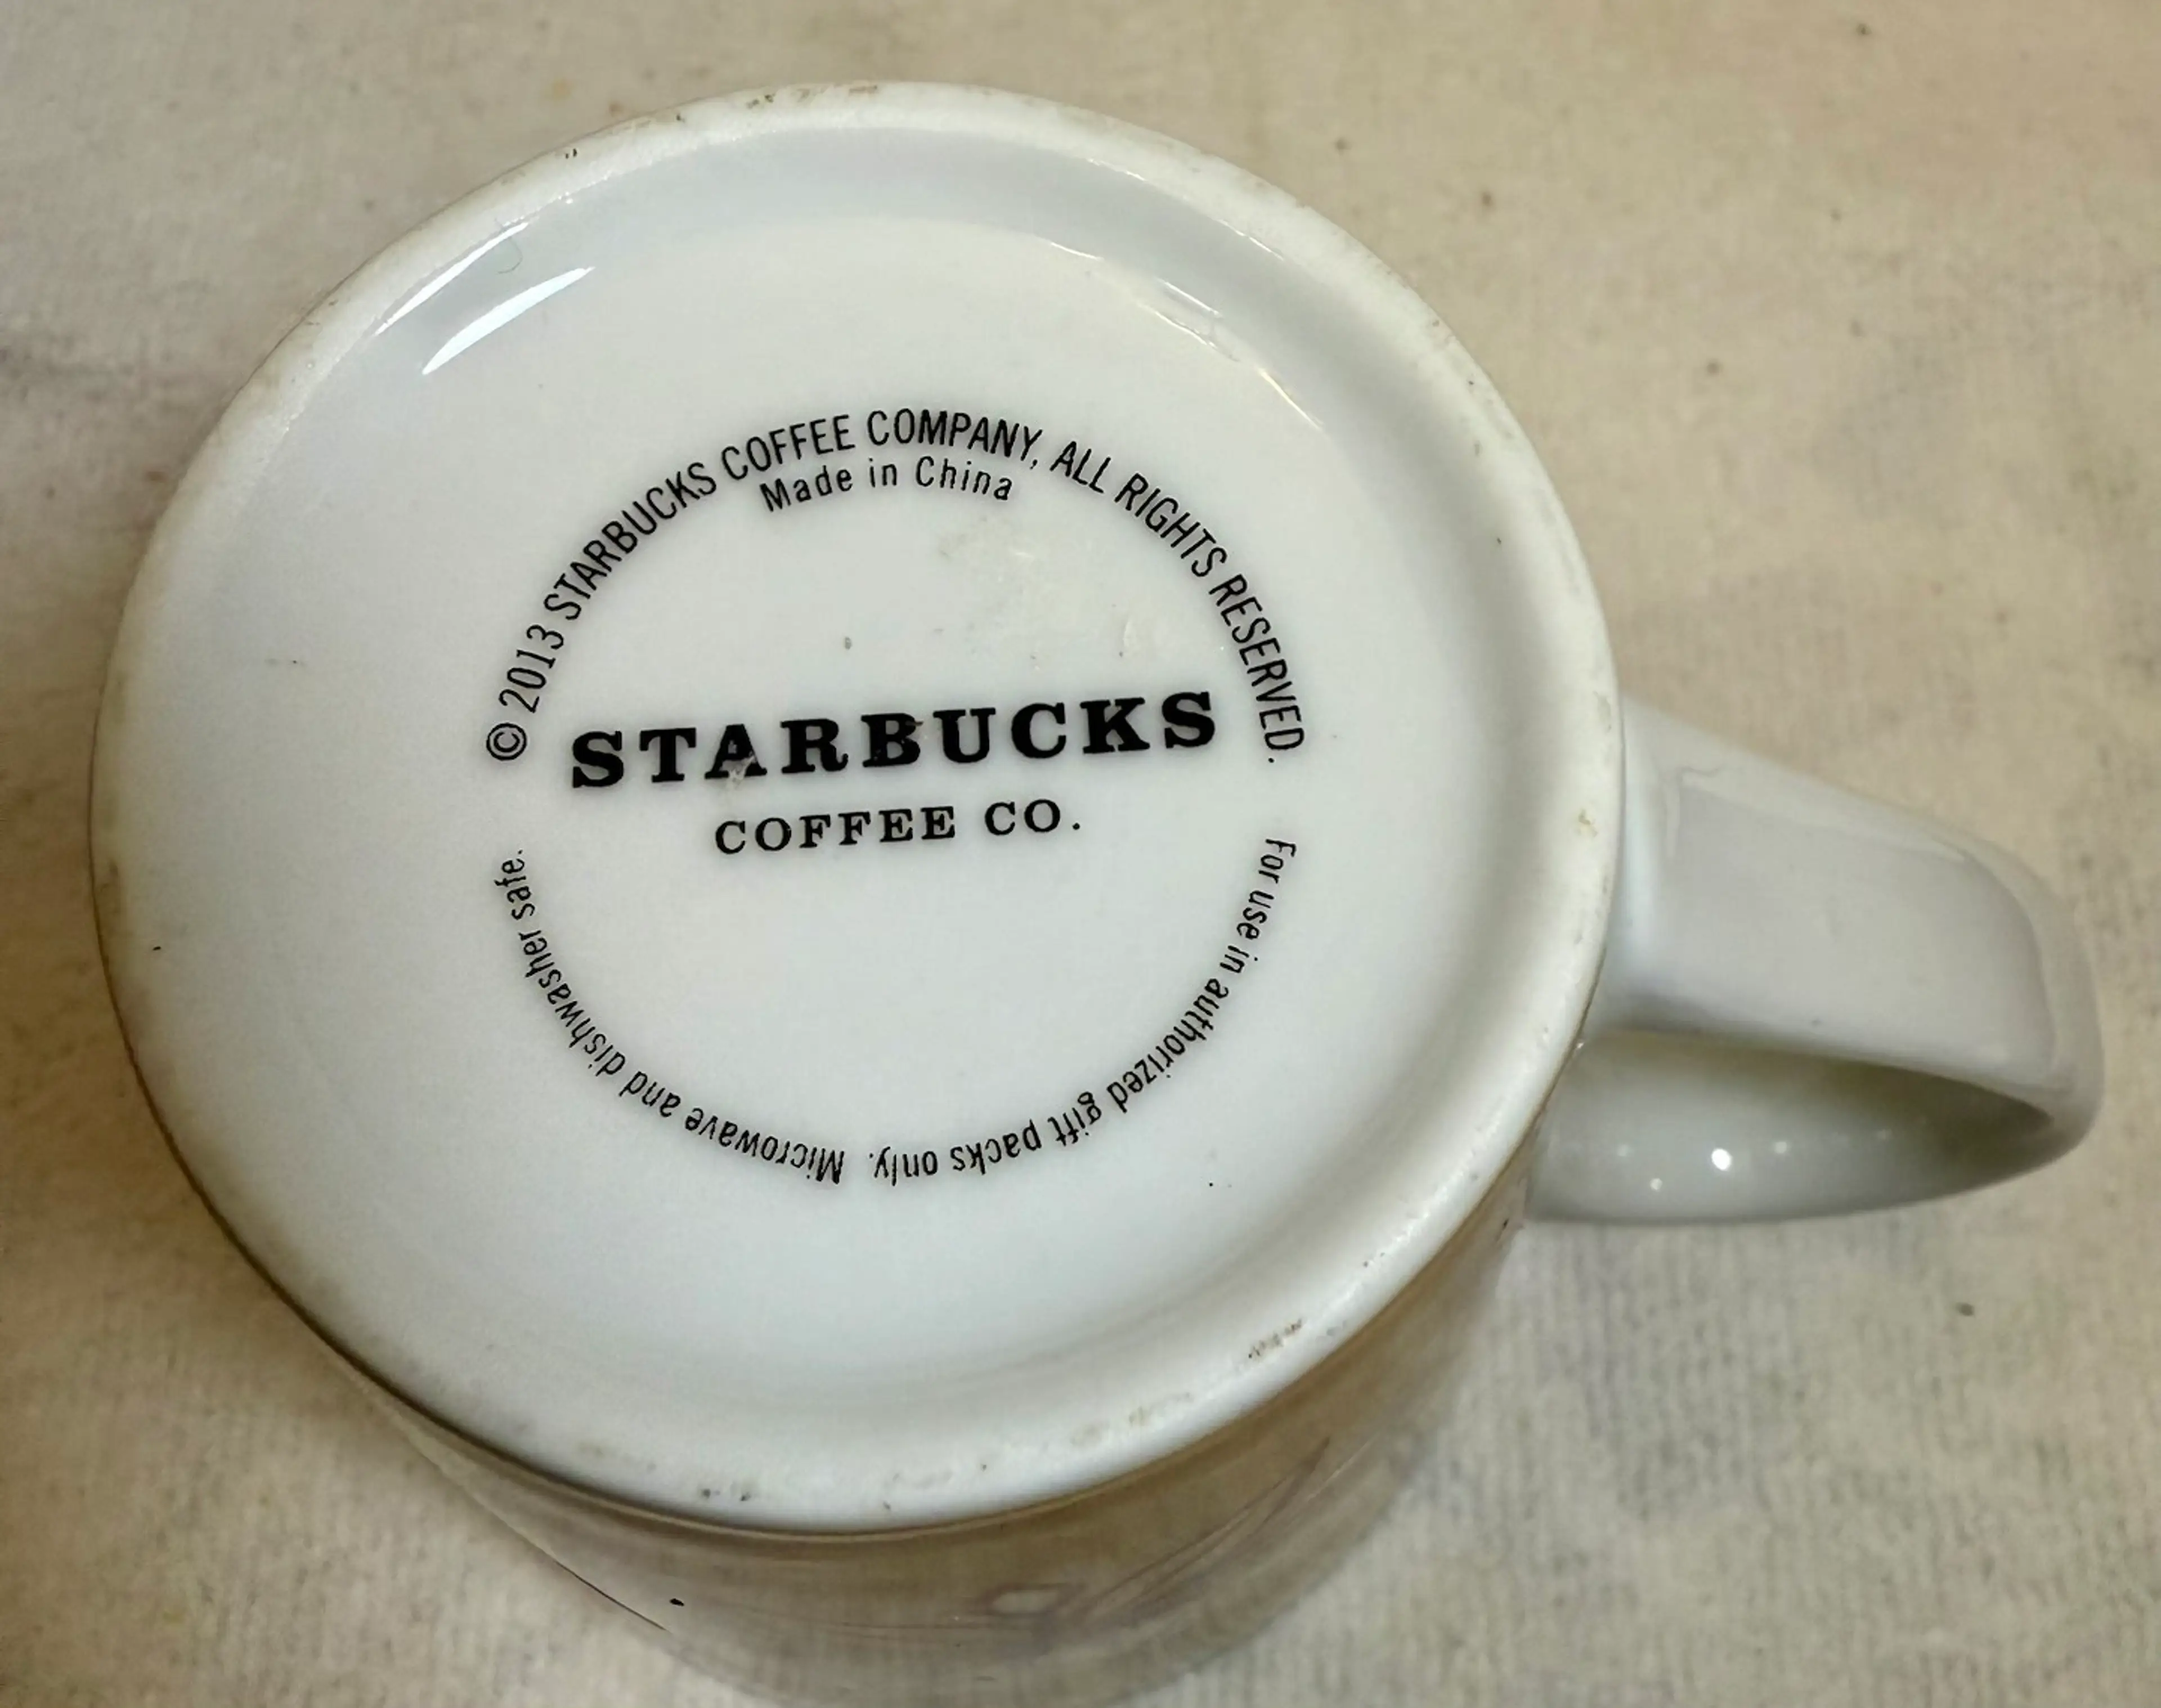 © 2013 STARBUCKS COFFEE COMPANY, ALL RIGHTS RESERVED.
Made in China
STARBUCKS
COFFEE CO.
For use in authorized gift packs only. Microwave and dishwasher safe.